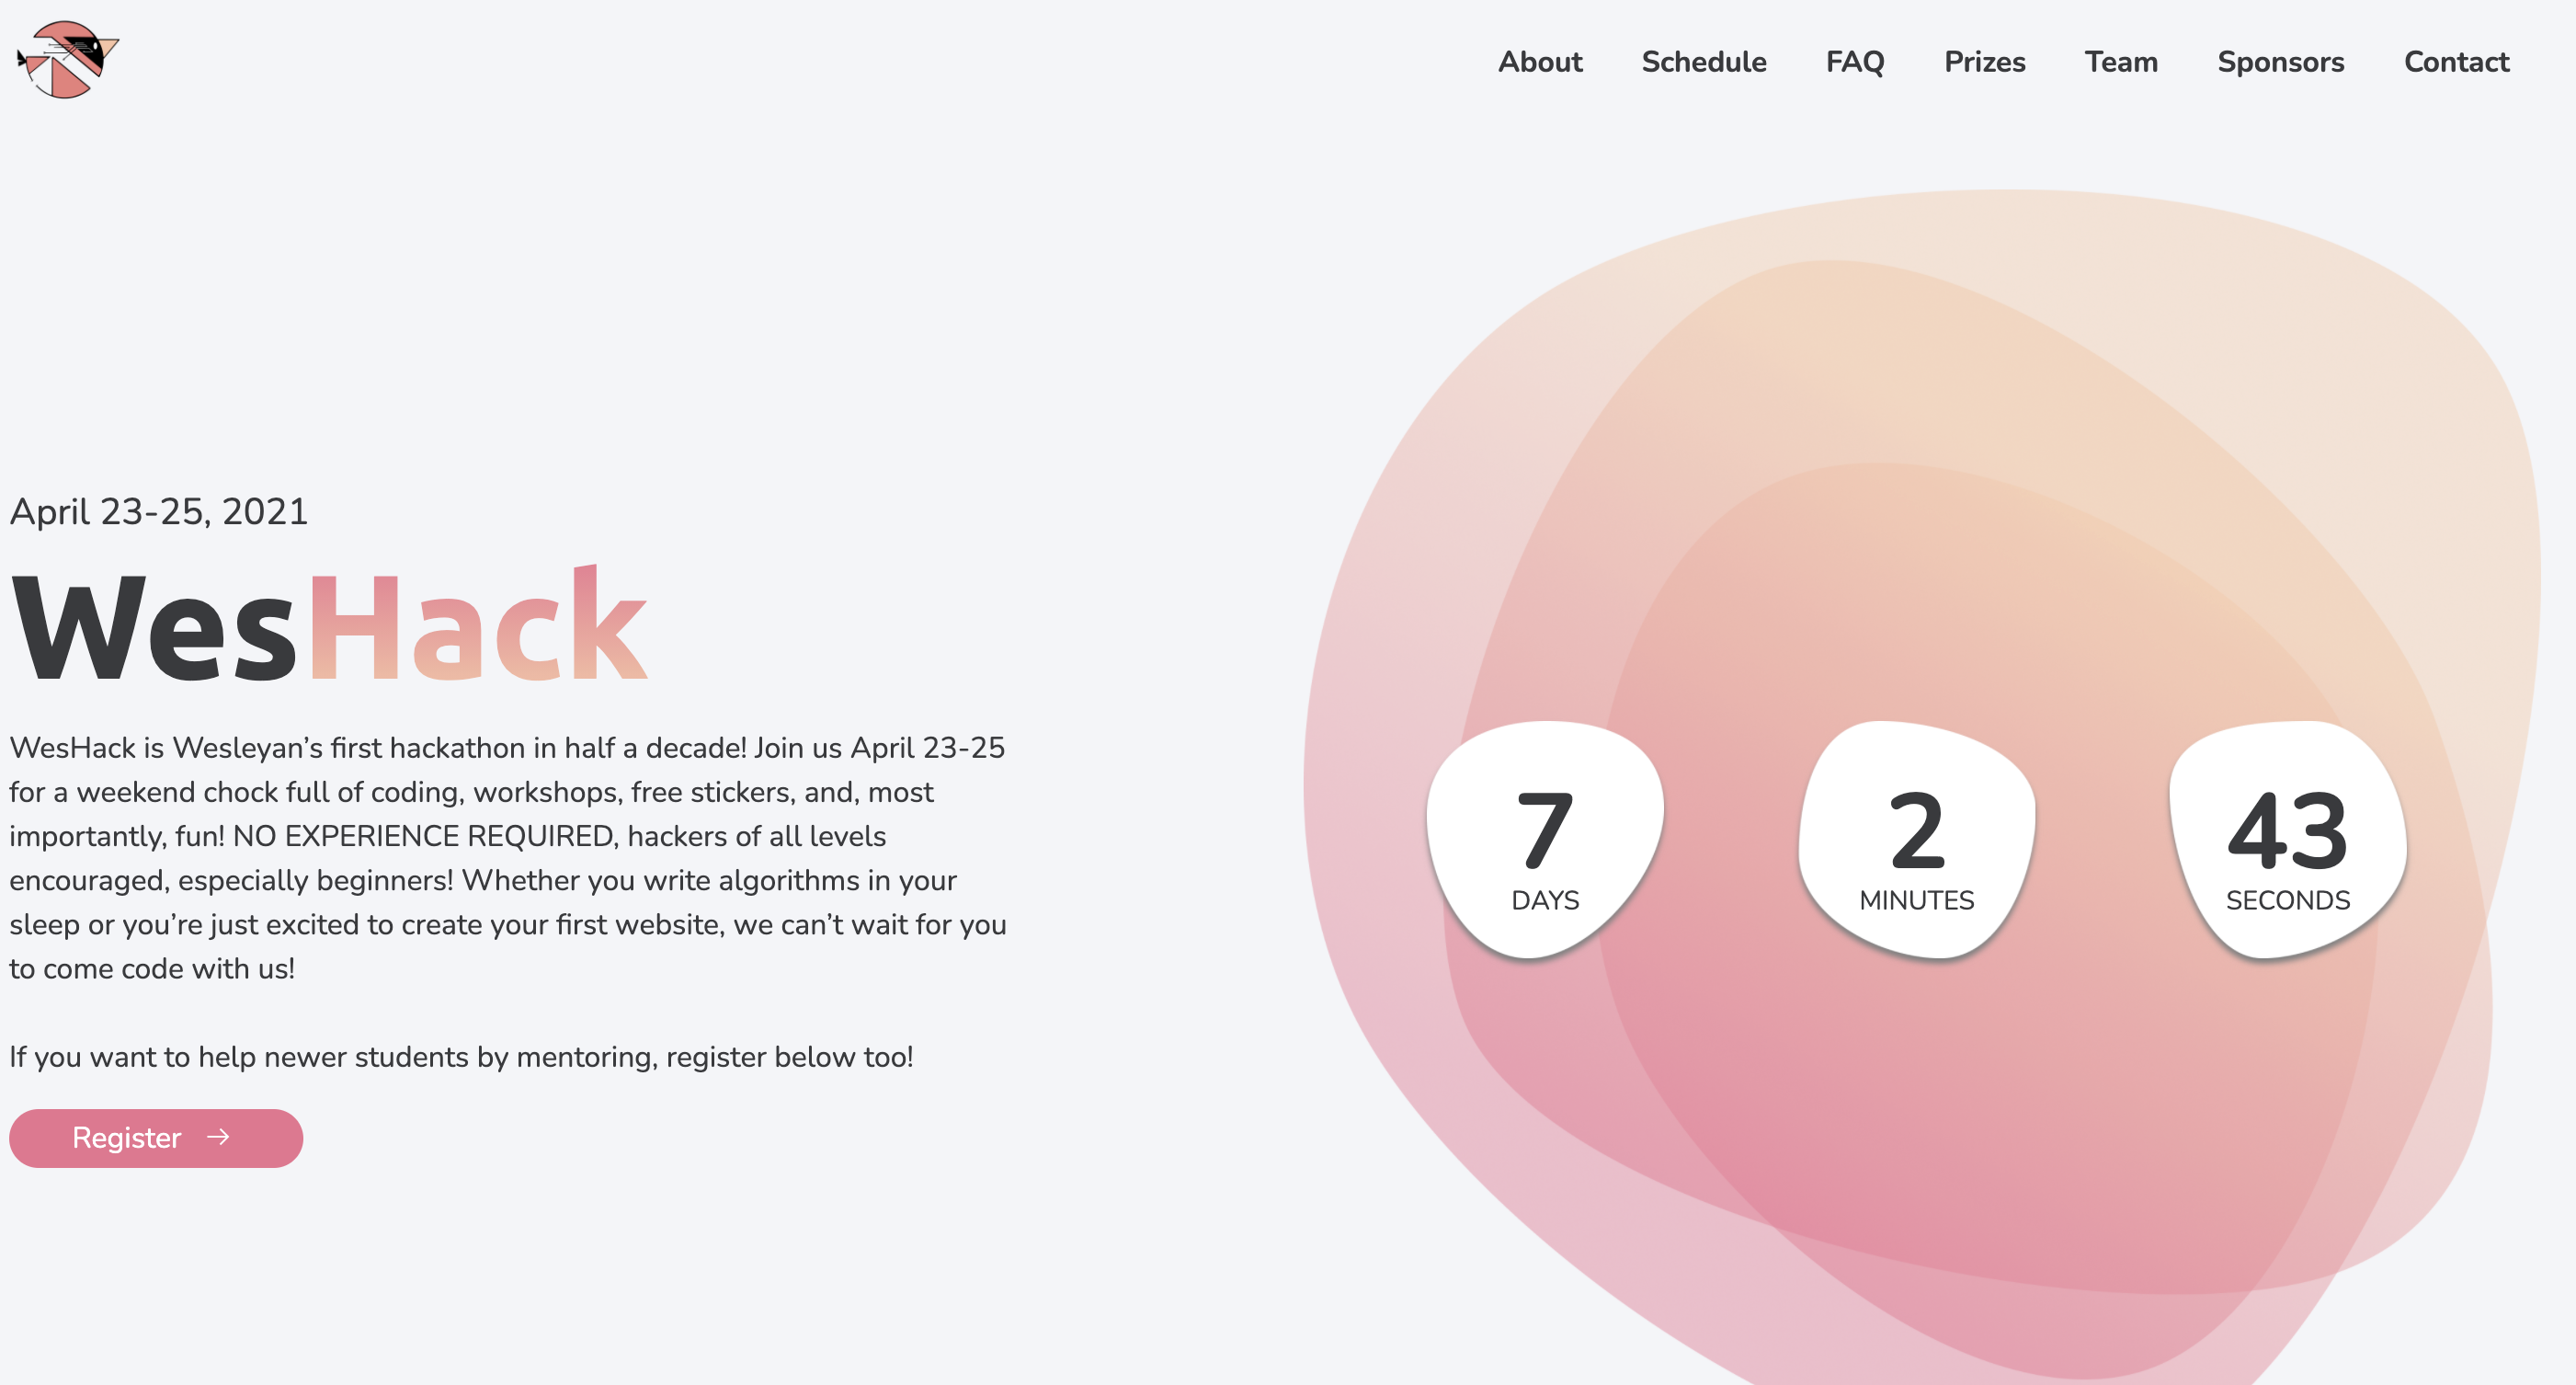 About Schedule FAQ Prizes Team Sponsors Contact
April 23-25, 2021
WesHack
WesHack is Wesleyan’s first hackathon in half a decade! Join us April 23-25
for a weekend chock full of coding, workshops, free stickers, and, most
importantly, fun! NO EXPERIENCE REQUIRED, hackers of all levels
encouraged, especially beginners! Whether you write algorithms in your
sleep or you’re just excited to create your first website, we can’t wait for you
to come code with us!
If you want to help newer students by mentoring, register below too!
Register →
7
DAYS
2
MINUTES
43
SECONDS